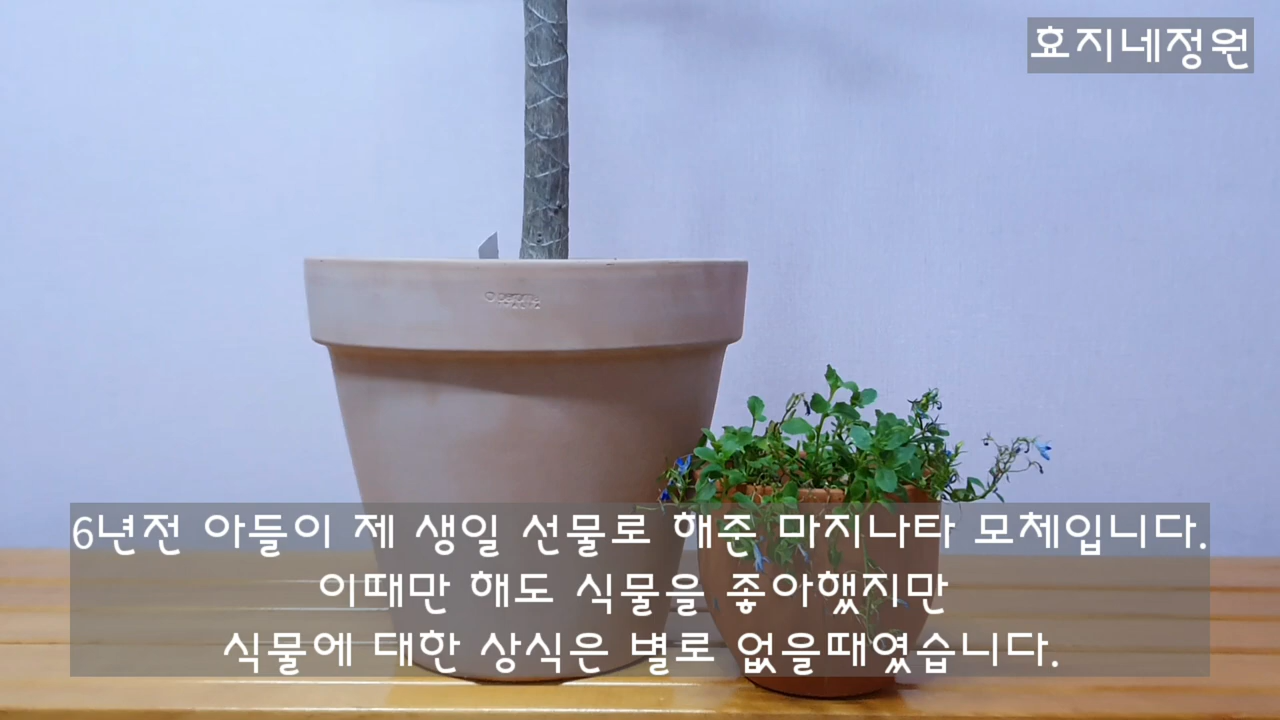 효지네정원
6년전 아들이 제 생일 선물로 해준 마지나타 모체입니다.
이때만 해도 식물을 좋아했지만
식물에 대한 상식은 별로 없을때였습니다.